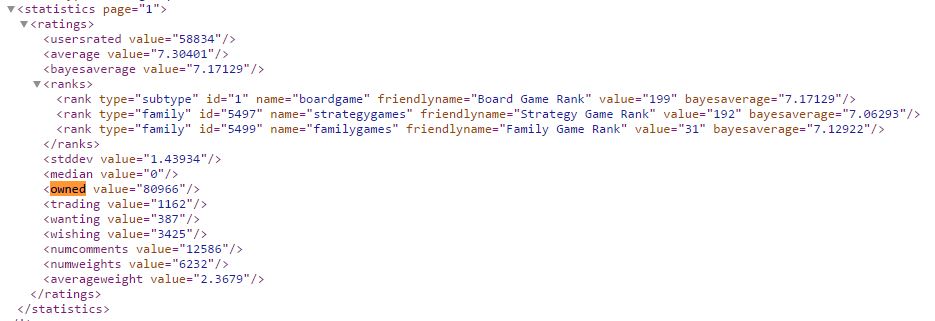 ▼<statistics page="1">
▼<ratings>
<usersrated value="58834"/>
<average value="7.30401"/>
<bayesaverage value="7.17129"/>
▼<ranks>
<rank type="subtype" id="1" name="boardgame" friendlyname="Board Game Rank" value="199" bayesaverage="7.17129"/>
<rank type="family" id="5497" name="strategygames" friendlyname="Strategy Game Rank" value="192" bayesaverage="7.06293"/>
<rank type="family" id="5499" name="familygames" friendlyname="Family Game Rank" value="31" bayesaverage="7.12922"/>
</ranks>
<stddev value="1.43934"/>
<median value="0"/>
<owned value="80966"/>
<trading value="1162"/>
<wanting value="387"/>
<wishing value="3425"/>
<numcomments value="12586"/>
<numweights value="6232"/>
<averageweight value="2.3679"/>
</ratings>
</statistics>